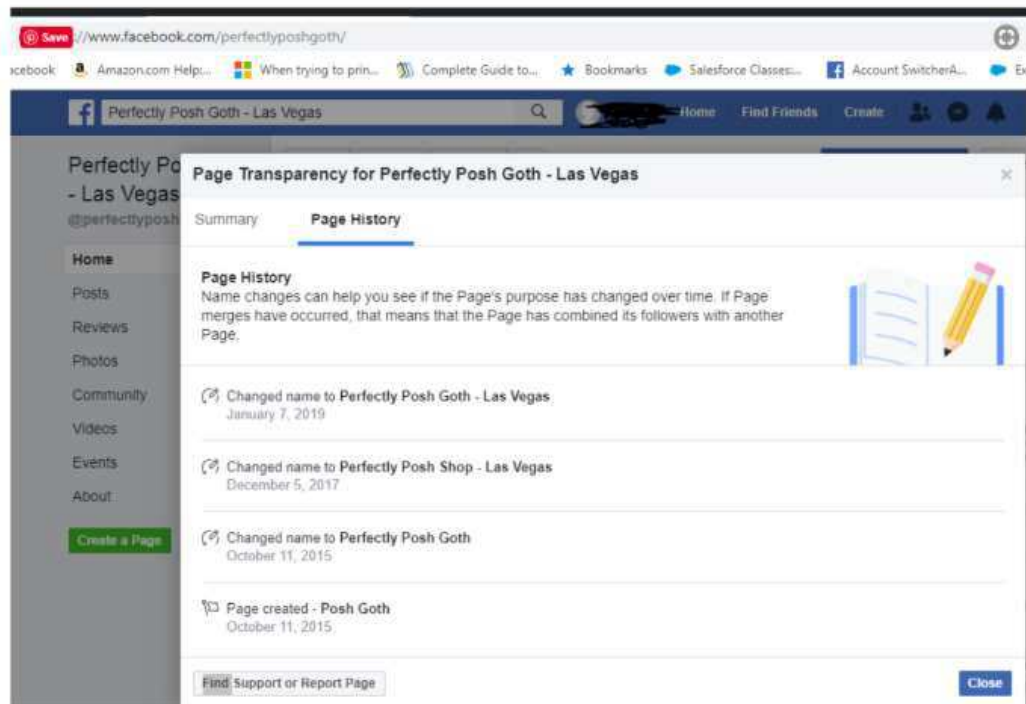 Save //www.facebook.com/perfectlyposhgoth/
acebook Amazon.com Help:... When trying to prin... Complete Guide to... Bookmarks Salesforce Classes:... Account SwitcherA...
Perfectly Posh Goth - Las Vegas Home Find Friends Create
Perfectly Po
- Las Vegas
@perfectlyposh
Home
Posts
Reviews
Photos
Community
Videos
Events
About
Create a Page
Page Transparency for Perfectly Posh Goth - Las Vegas
Summary Page History
Page History
Name changes can help you see if the Page's purpose has changed over time. If Page
merges have occurred, that means that the Page has combined its followers with another
Page.
Changed name to Perfectly Posh Goth - Las Vegas
January 7, 2019
Changed name to Perfectly Posh Shop - Las Vegas
December 5, 2017
Changed name to Perfectly Posh Goth
October 11, 2015
Page created - Posh Goth
October 11, 2015
Find Support or Report Page Close